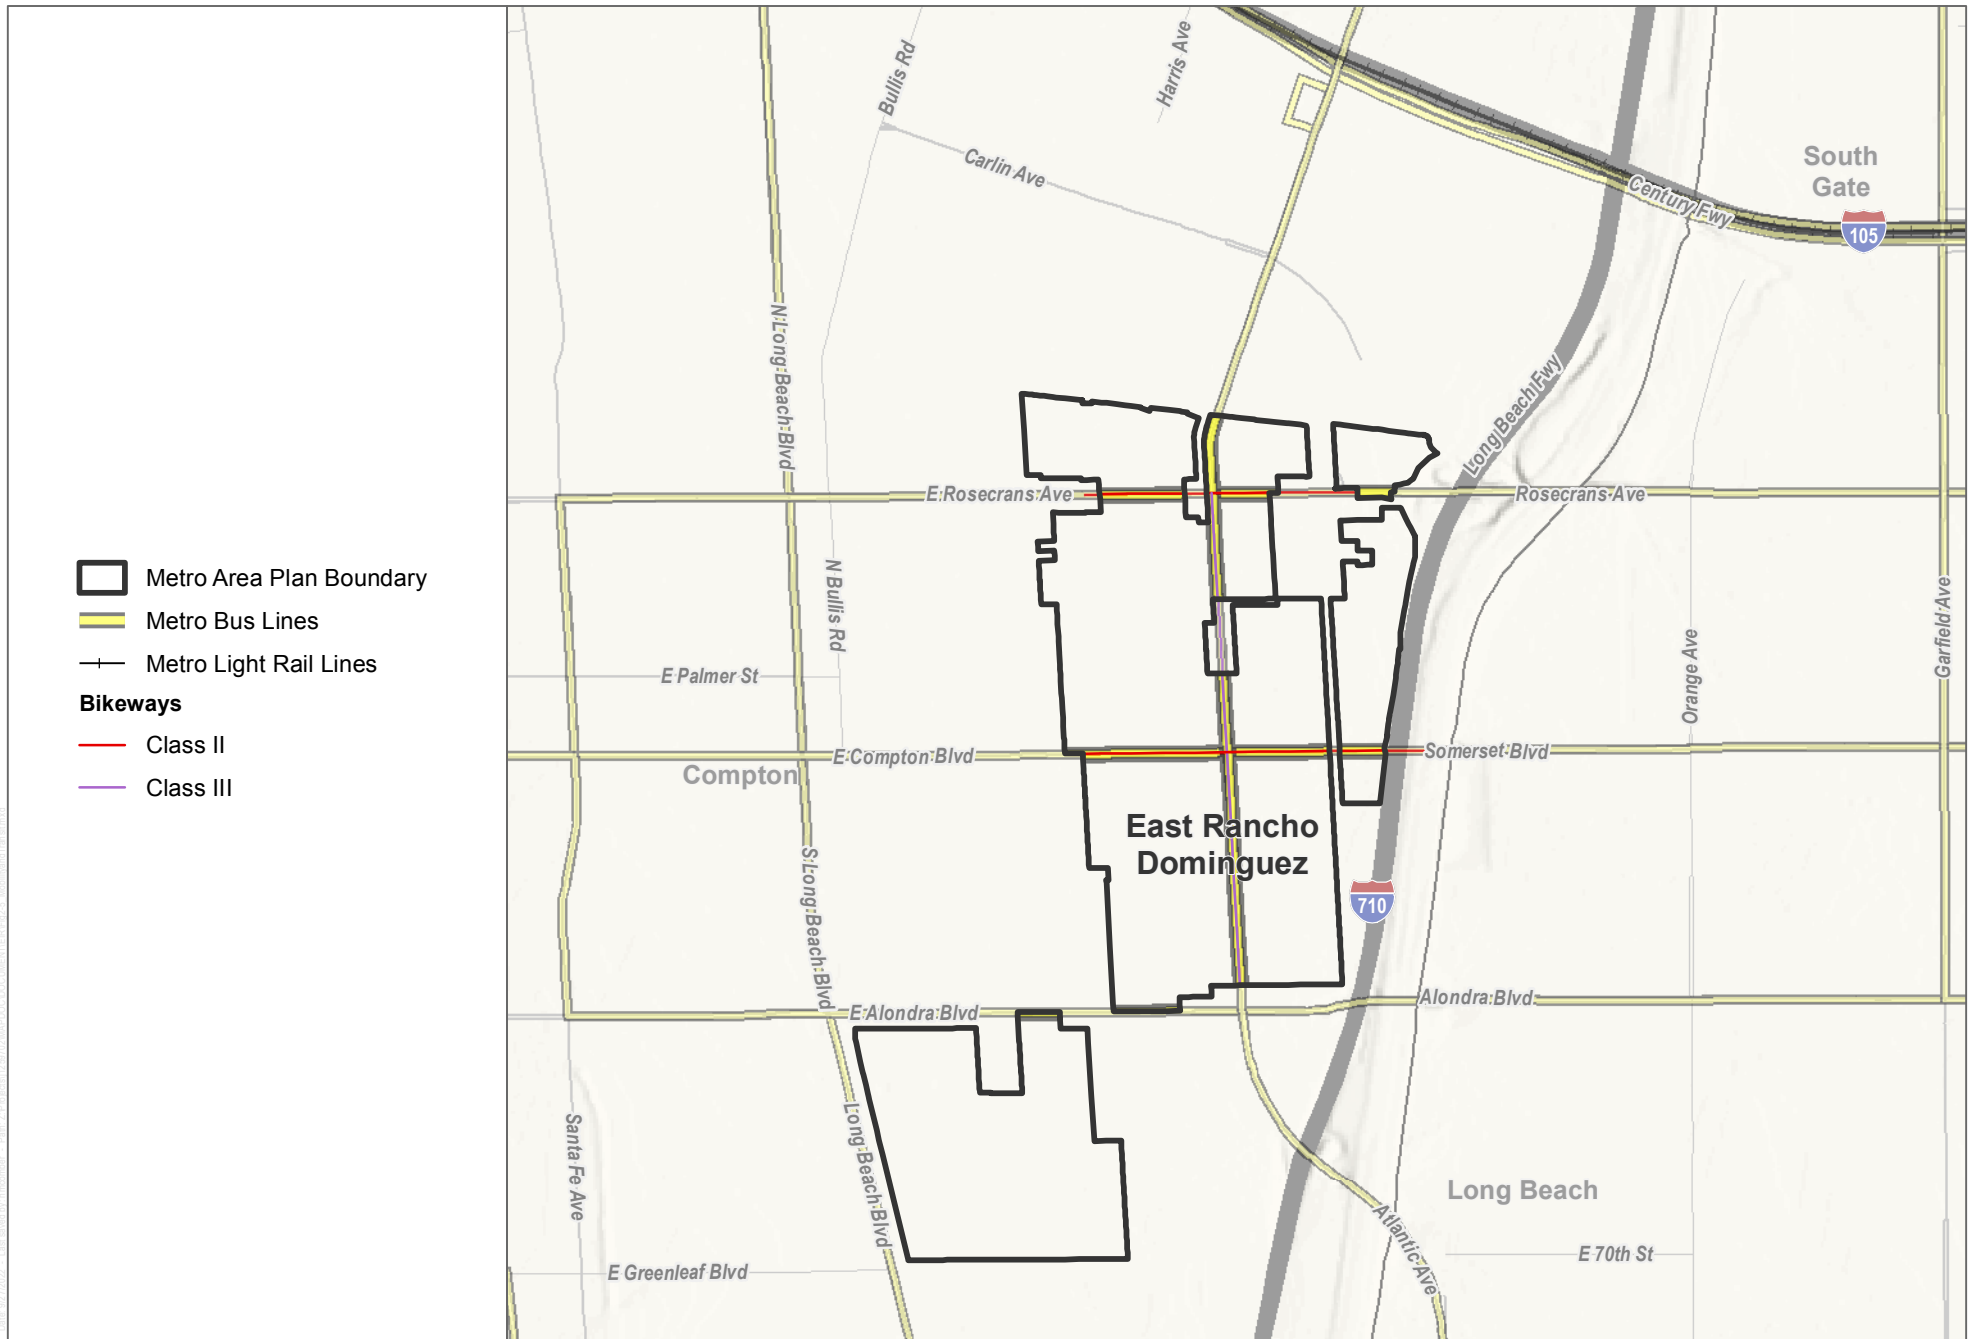 Metro Area Plan Boundary
Metro Bus Lines
Metro Light Rail Lines
Bikeways
Class II
Class III
Bullis Rd
Harris Ave
Carlin Ave
South
Gate
Century Fwy
105
N Long Beach Blvd
Long Beach Fwy
E Rosecrans Ave
Rosecrans Ave
N Bullis Rd
Garfield Ave
Orange Ave
E Palmer St
E Compton Blvd
Somerset Blvd
Compton
East Rancho
Dominguez
S Long Beach Blvd
710
E Alondra Blvd
Alondra Blvd
Santa Fe Ave
Long Beach Blvd
Long Beach
Atlantic Ave
E 70th St
E Greenleaf Blvd